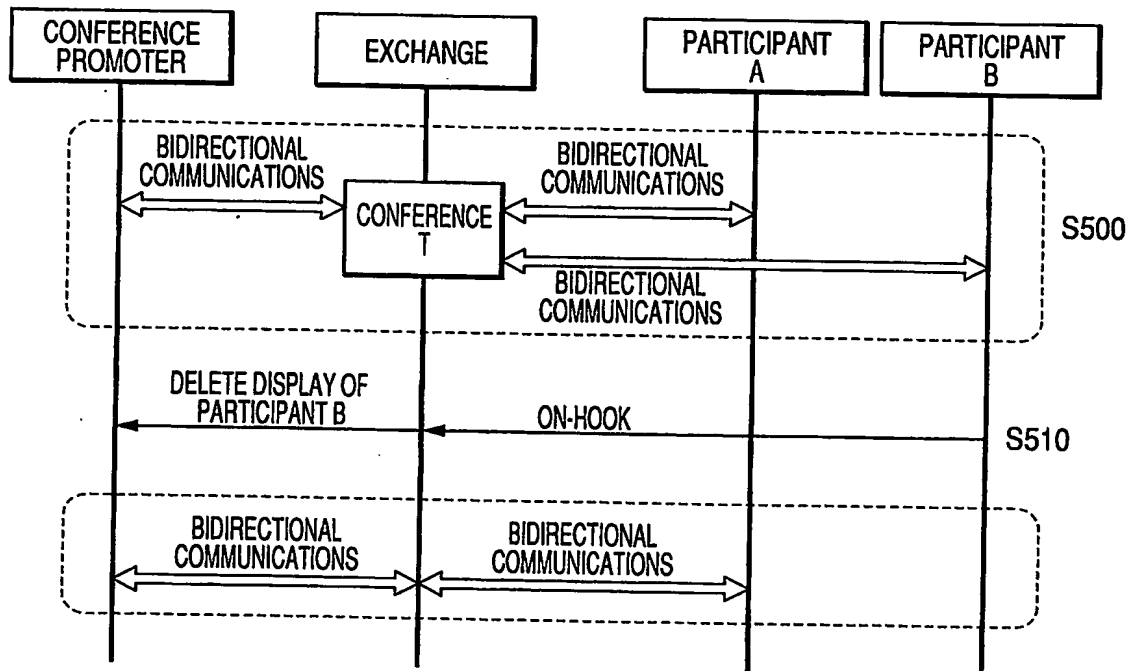 CONFERENCE
PROMOTER
EXCHANGE
PARTICIPANT
A
PARTICIPANT
B
BIDIRECTIONAL
COMMUNICATIONS
BIDIRECTIONAL
COMMUNICATIONS
CONFERENCE
T
S500
BIDIRECTIONAL
COMMUNICATIONS
DELETE DISPLAY OF
PARTICIPANT B
ON-HOOK
S510
BIDIRECTIONAL
COMMUNICATIONS
BIDIRECTIONAL
COMMUNICATIONS